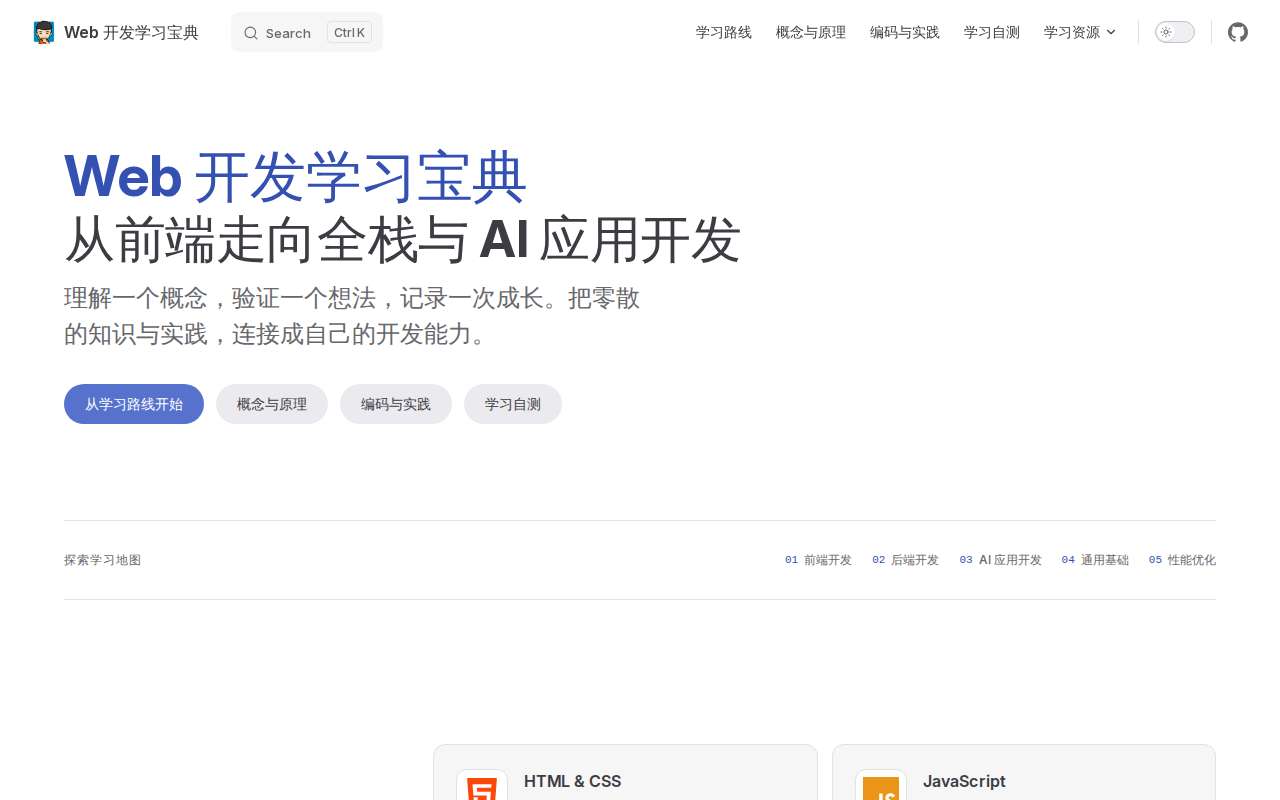 Web 开发学习宝典
Search
Ctrl K
学习路线
概念与原理
编码与实践
学习自测
学习资源
Web 开发学习宝典
从前端走向全栈与 AI 应用开发
理解一个概念，验证一个想法，记录一次成长。把零散
的知识与实践，连接成自己的开发能力。
从学习路线开始
概念与原理
编码与实践
学习自测
探索学习地图
01 前端开发
02 后端开发
03 AI 应用开发
04 通用基础
05 性能优化
HTML & CSS
JS
JavaScript